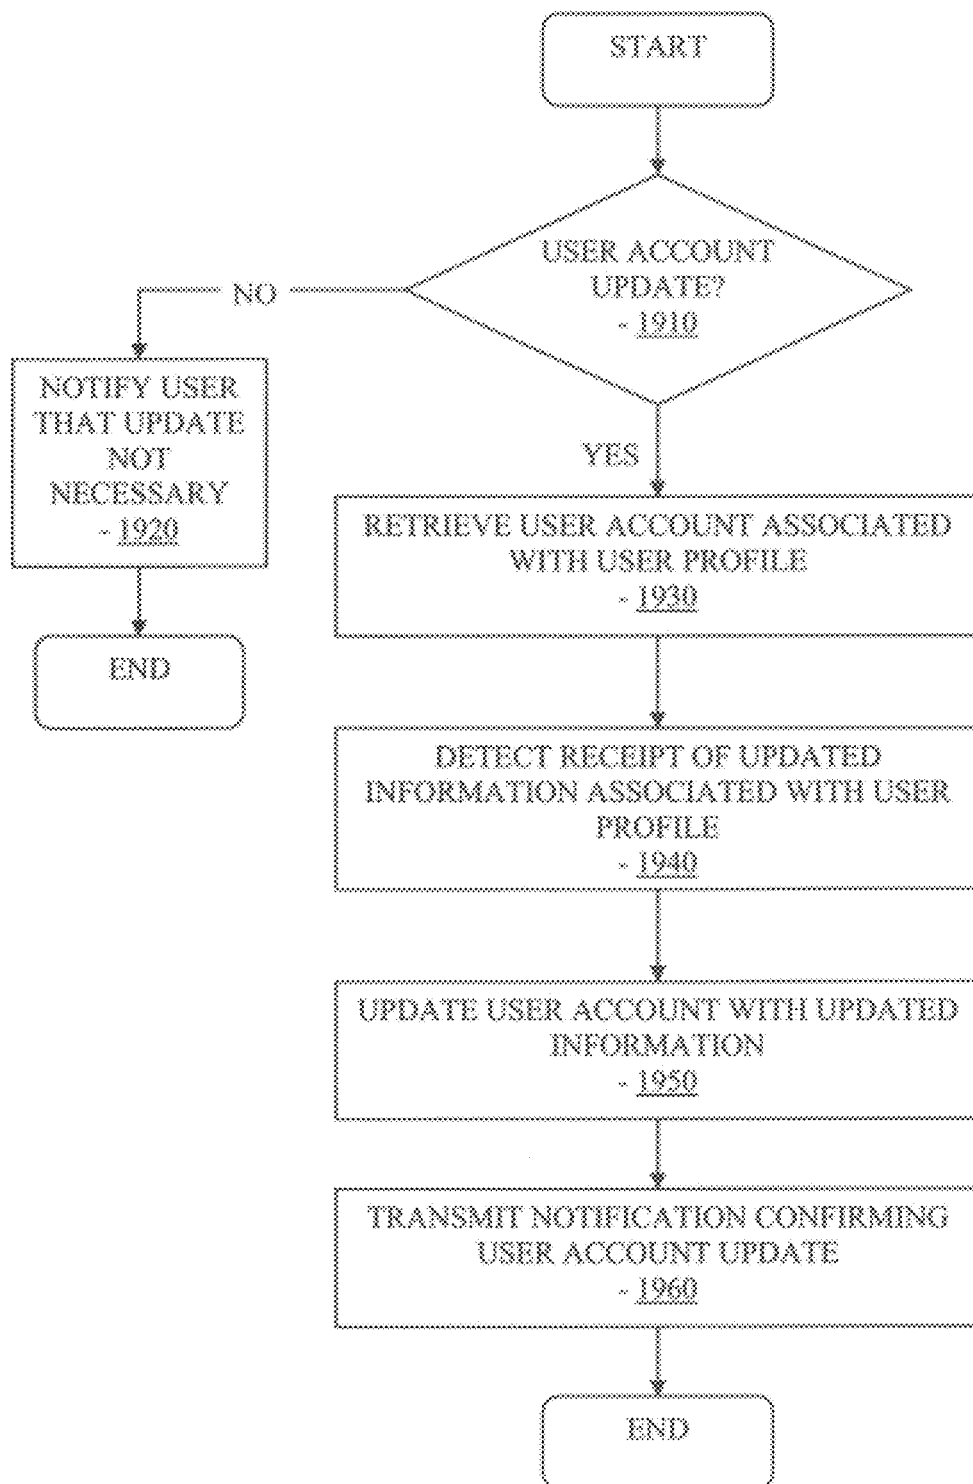 START
USER ACCOUNT
UPDATE?
- 1910
NO
NOTIFY USER
THAT UPDATE
NOT
NECESSARY
- 1920
END
YES
RETRIEVE USER ACCOUNT ASSOCIATED
WITH USER PROFILE
- 1930
DETECT RECEIPT OF UPDATED
INFORMATION ASSOCIATED WITH USER
PROFILE
- 1940
UPDATE USER ACCOUNT WITH UPDATED
INFORMATION
- 1950
TRANSMIT NOTIFICATION CONFIRMING
USER ACCOUNT UPDATE
- 1960
END